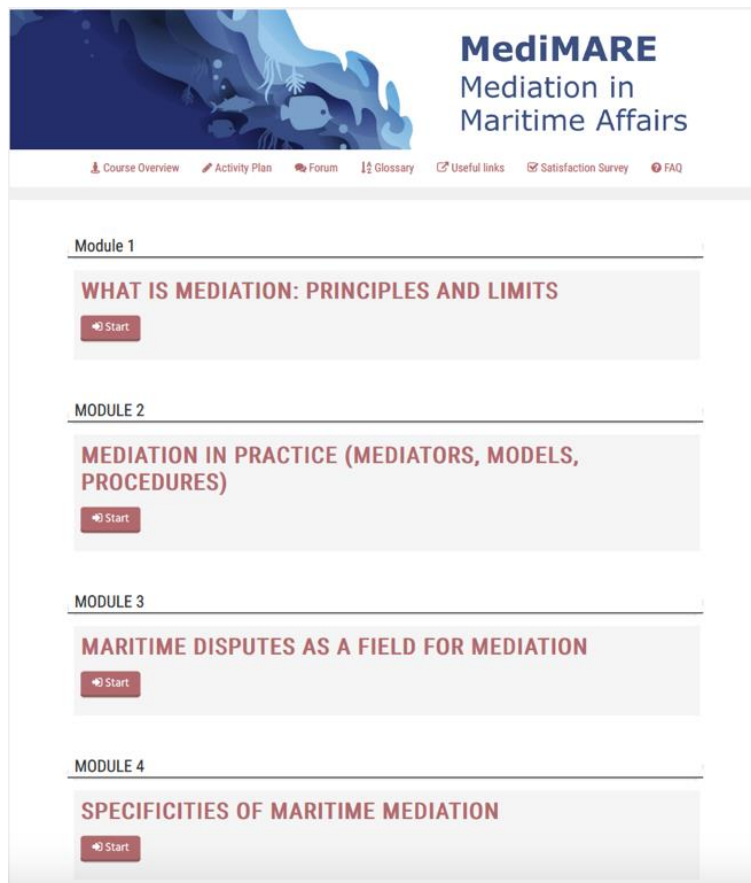 MediMARE
Mediation in
Maritime Affairs
Course Overview Activity Plan Forum Glossary Useful links Satisfaction Survey FAQ
Module 1
WHAT IS MEDIATION: PRINCIPLES AND LIMITS
Start
MODULE 2
MEDIATION IN PRACTICE (MEDIATORS, MODELS,
PROCEDURES)
Start
MODULE 3
MARITIME DISPUTES AS A FIELD FOR MEDIATION
Start
MODULE 4
SPECIFICITIES OF MARITIME MEDIATION
Start